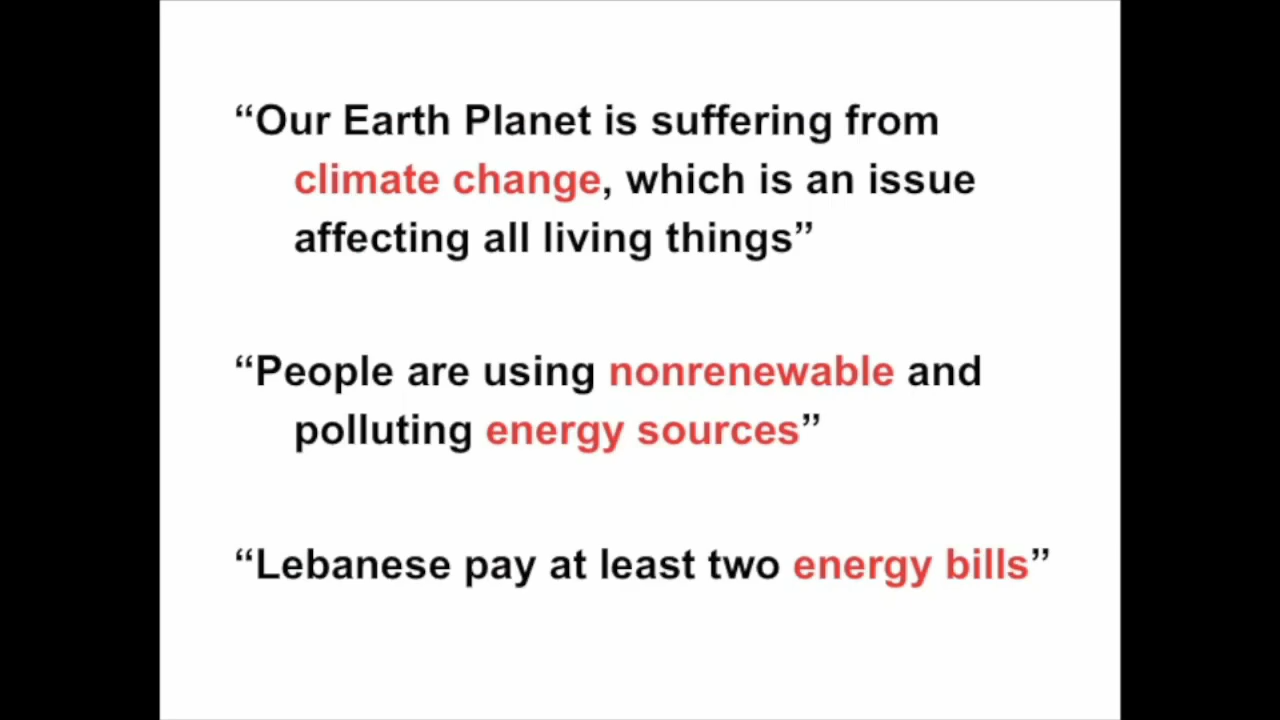 “Our Earth Planet is suffering from
climate change, which is an issue
affecting all living things”
“People are using nonrenewable and
polluting energy sources”
“Lebanese pay at least two energy bills”